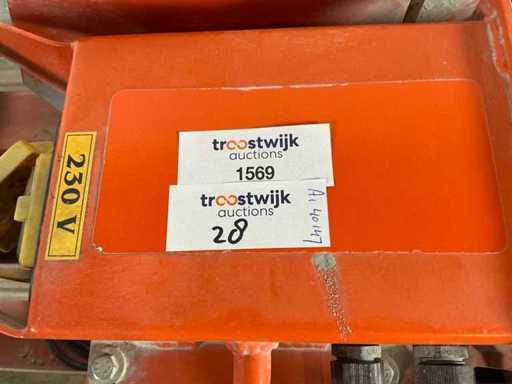 troostwijk
auctions
1569
troostwijk
auctions
28
A1 40147
230 V